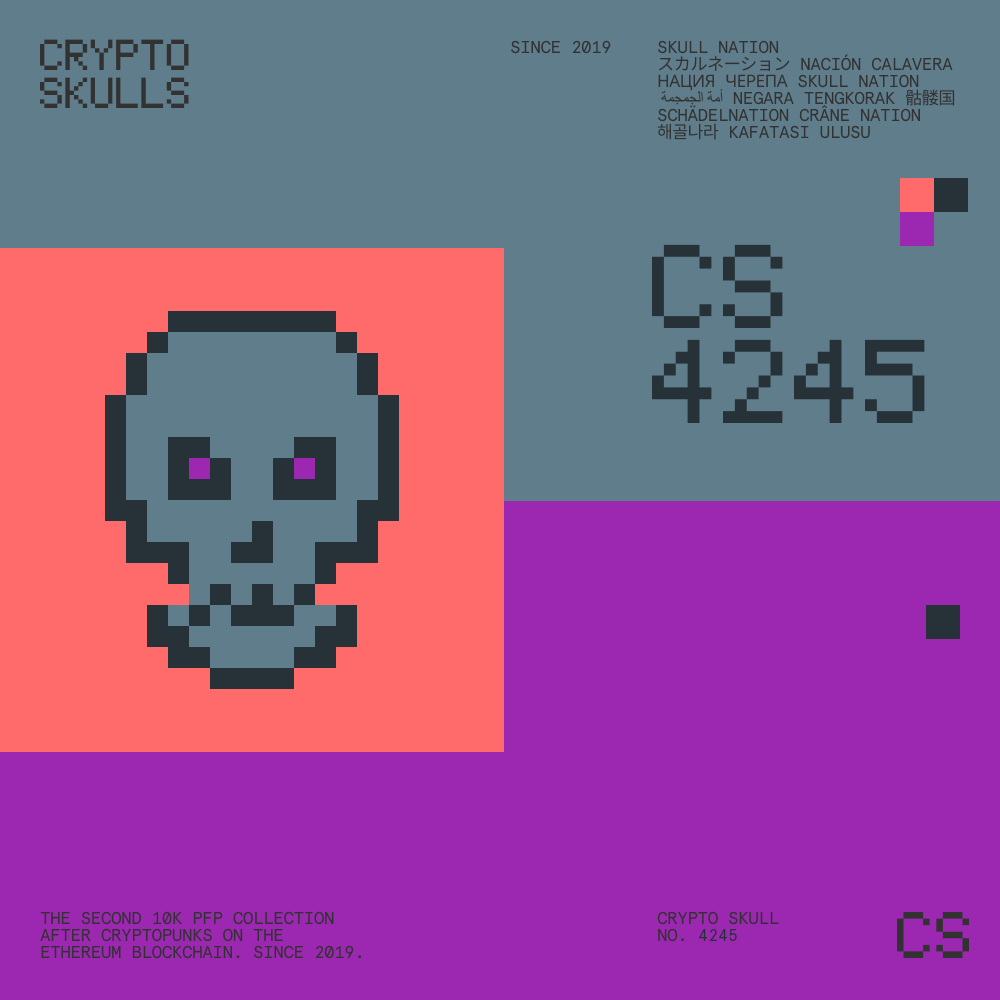 CRYPTO
SKULLS
SINCE 2019
SKULL NATION
スカルネーション NACIÓN CALAVERA
НАЦИЯ ЧЕРЕПА SKULL NATION
أمة الجمجمة NEGARA TENGKORAK 骷髅国
SCHÄDELNATION CRÂNE NATION
해골나라 KAFATASI ULUSU
CS
4245
THE SECOND 10K PFP COLLECTION
AFTER CRYPTOPUNKS ON THE
ETHEREUM BLOCKCHAIN. SINCE 2019.
CRYPTO SKULL
NO. 4245
CS